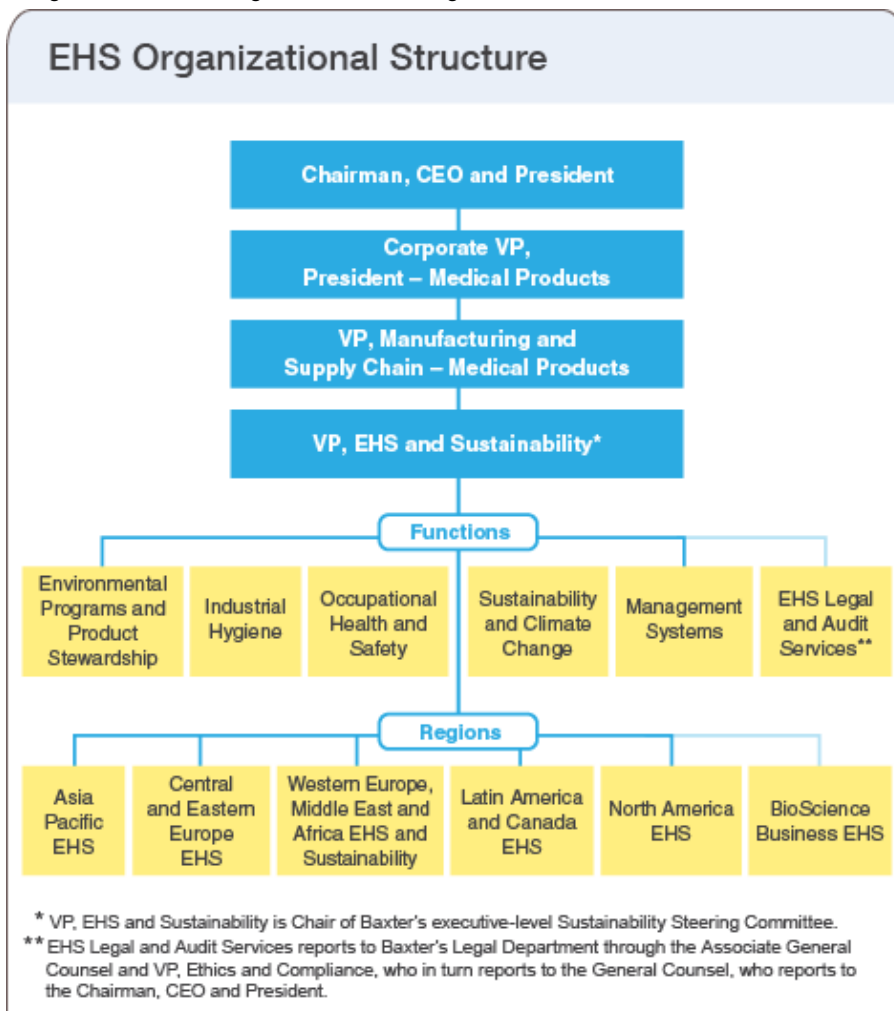 EHS Organizational Structure
Chairman, CEO and President
Corporate VP,
President – Medical Products
VP, Manufacturing and
Supply Chain – Medical Products
VP, EHS and Sustainability*
Functions
Environmental
Programs and
Product
Stewardship
Industrial
Hygiene
Occupational
Health and
Safety
Sustainability
and Climate
Change
Management
Systems
EHS Legal
and Audit
Services**
Regions
Asia
Pacific
EHS
Central
and Eastern
Europe
EHS
Western Europe,
Middle East and
Africa EHS and
Sustainability
Latin America
and Canada
EHS
North America
EHS
BioScience
Business EHS
* VP, EHS and Sustainability is Chair of Baxter's executive-level Sustainability Steering Committee.
** EHS Legal and Audit Services reports to Baxter's Legal Department through the Associate General
Counsel and VP, Ethics and Compliance, who in turn reports to the General Counsel, who reports to
the Chairman, CEO and President.